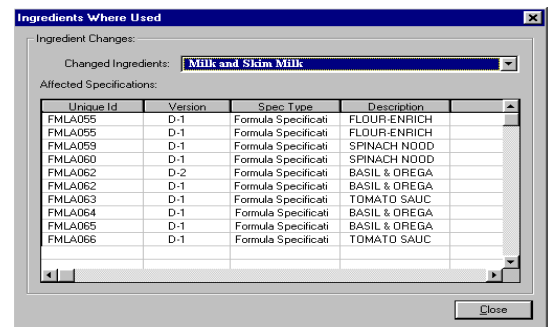 Ingredients Where Used
Ingredient Changes:
Changed Ingredients: Milk and Skim Milk
Affected Specifications:
Unique Id Version Spec Type Description
FMLA055 D-1 Formula Specificati FLOUR-ENRICH
FMLA055 D-1 Formula Specificati FLOUR-ENRICH
FMLA059 D-1 Formula Specificati SPINACH NOOD
FMLA060 D-1 Formula Specificati SPINACH NOOD
FMLA062 D-2 Formula Specificati BASIL & OREGA
FMLA062 D-1 Formula Specificati BASIL & OREGA
FMLA063 D-1 Formula Specificati TOMATO SAUC
FMLA064 D-1 Formula Specificati BASIL & OREGA
FMLA065 D-1 Formula Specificati BASIL & OREGA
FMLA066 D-1 Formula Specificati TOMATO SAUC
Close